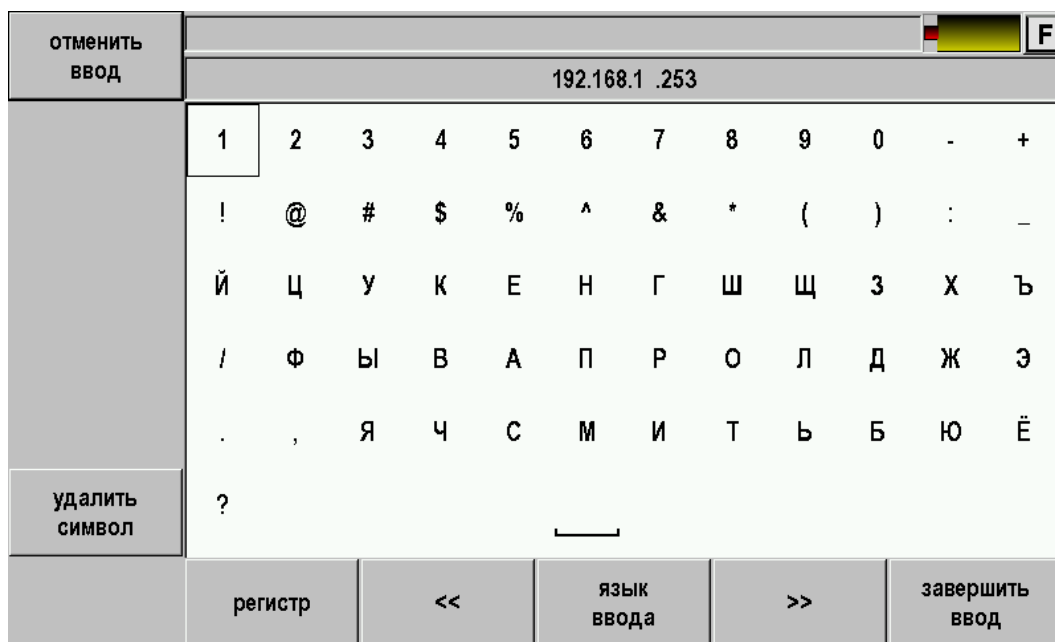 отменить
ввод
F
192.168.1 .253
1 2 3 4 5 6 7 8 9 0 - +
! @ # $ % ^ & * ( ) : _
Й Ц У К Е Н Г Ш Щ З Х Ъ
/ Ф Ы В А П Р О Л Д Ж Э
. , Я Ч С М И Т Ь Б Ю Ё
?
удалить
символ
регистр << язык
ввода >> завершить
ввод